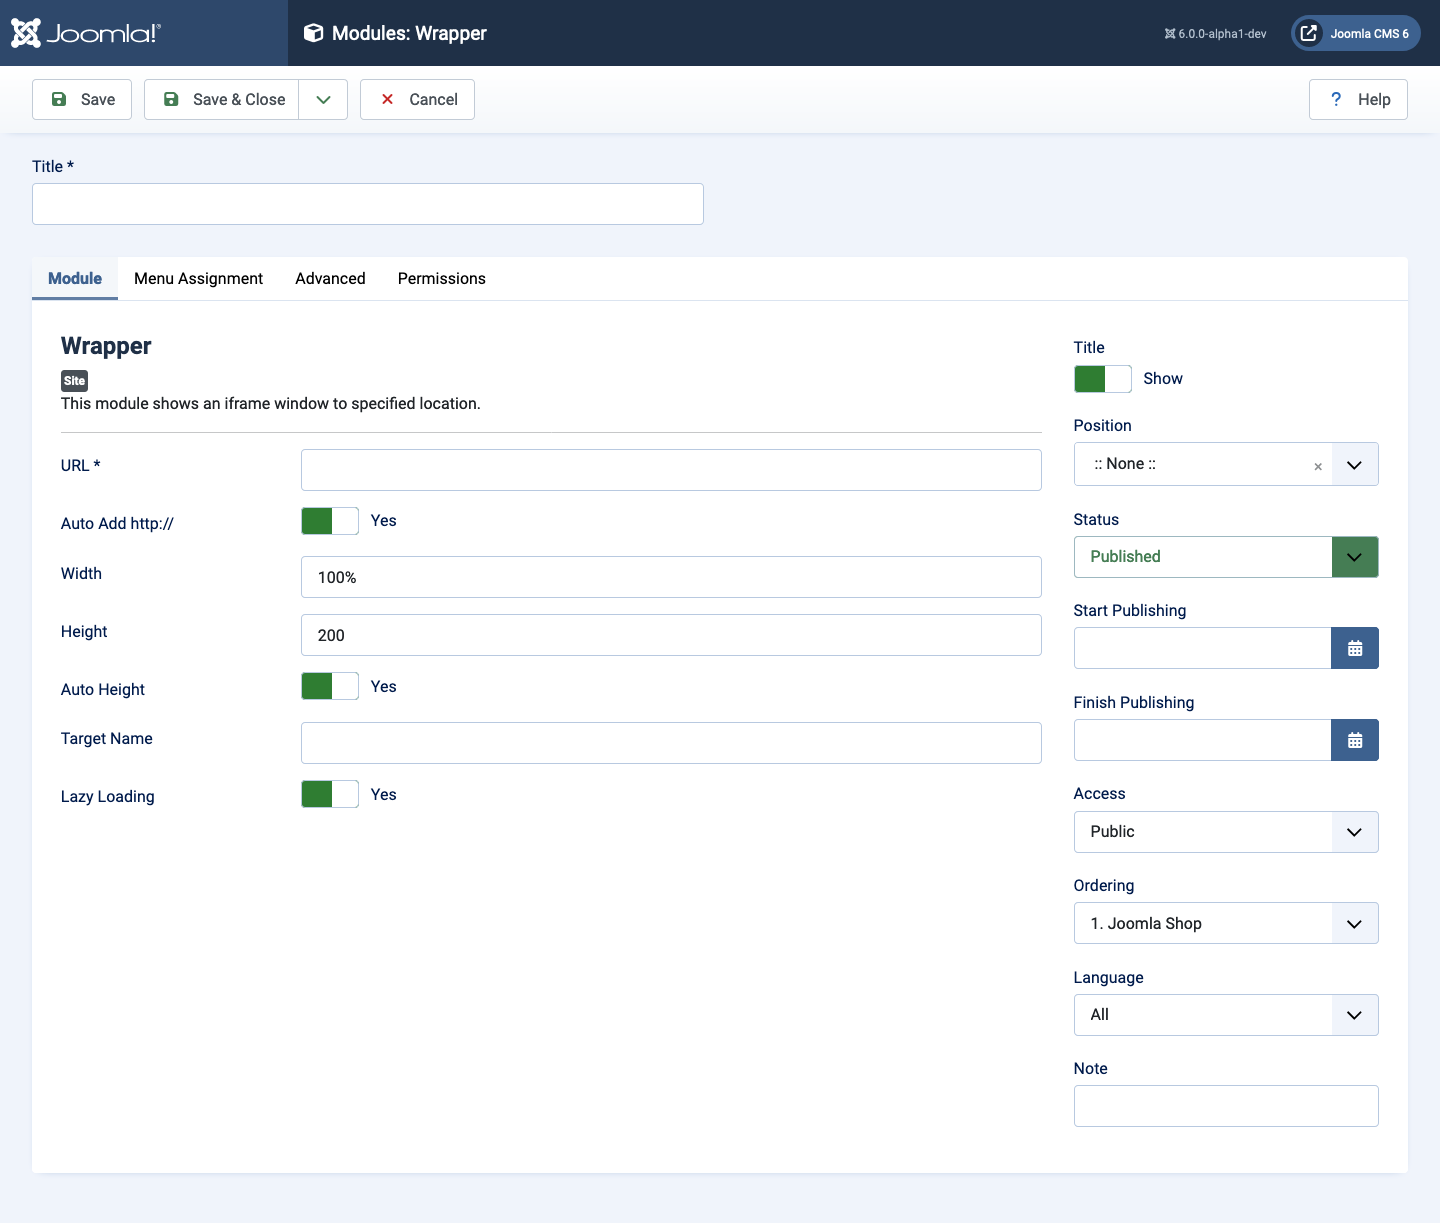 Joomla!®
Modules: Wrapper
6.0.0-alpha1-dev
Joomla CMS 6
Save
Save & Close
Cancel
? Help
Title *
Module
Menu Assignment
Advanced
Permissions
Wrapper
Site
This module shows an iframe window to specified location.
URL *
Auto Add http://
Yes
Width
100%
Height
200
Auto Height
Yes
Target Name
Lazy Loading
Yes
Title
Show
Position
:: None ::
×
Status
Published
Start Publishing
Finish Publishing
Access
Public
Ordering
1. Joomla Shop
Language
All
Note